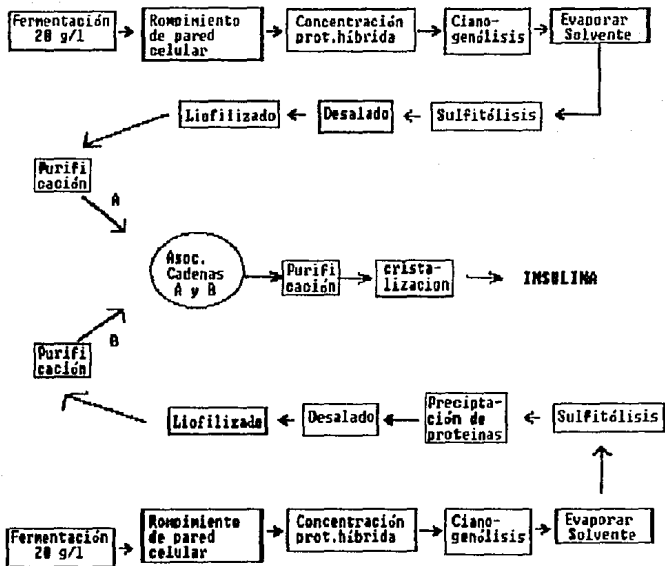 Fermentación
20 g/l
Rompimiento
de pared
celular
Concentración
prot.híbrida
Ciano-
genólisis
Evaporar
Solvente
Liofilizado
Desalado
Sulfitólisis
Purifi
cación
A
Asoc.
Cadenas
A y B
Purifi
cación
crista-
lizacion
INSULINA
B
Purifi
cación
Liofilizado
Desalado
Precipta-
ción de
proteinas
Sulfitólisis
Fermentación
20 g/l
Rompimiento
de pared
celular
Concentración
prot.híbrida
Ciano-
genólisis
Evaporar
Solvente